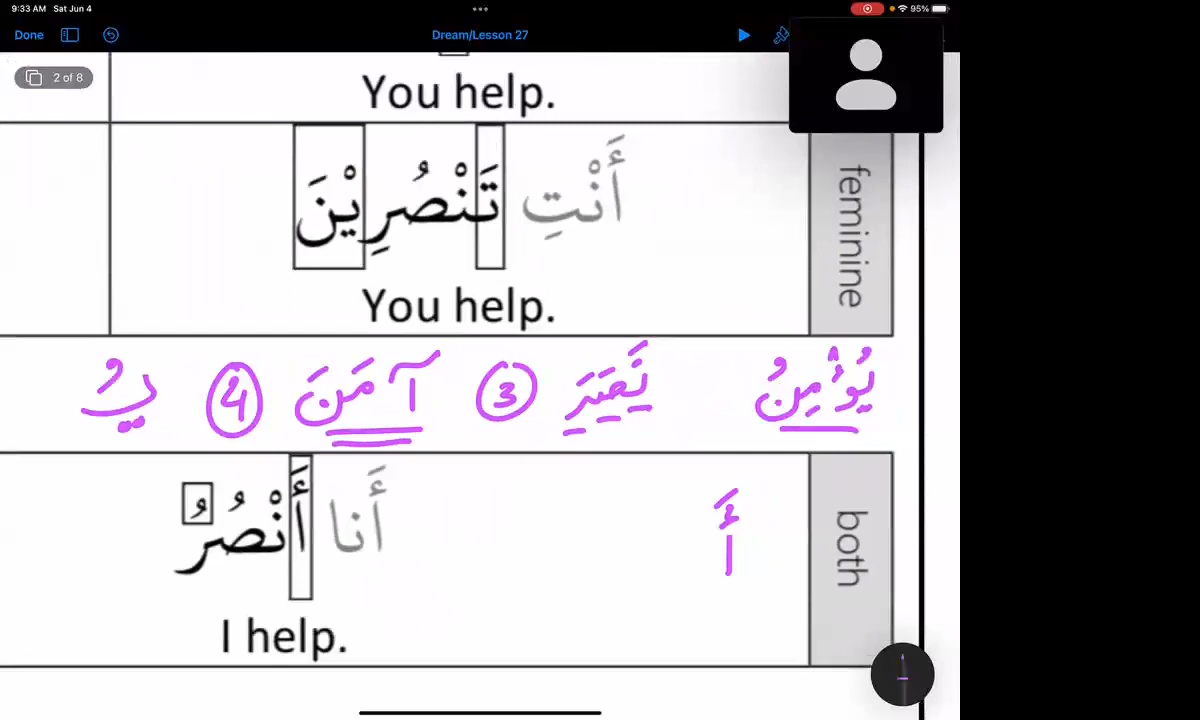 9:33 AM Sat Jun 4
95%
Done
Dream/Lesson 27
2 of 8
You help.
أَنْتِ تَنْصُرِيْنَ
feminine
You help.
يُؤْمِنُ
③ آمَنَ ④
أَنا أَنْصُرُ
أَ
both
I help.